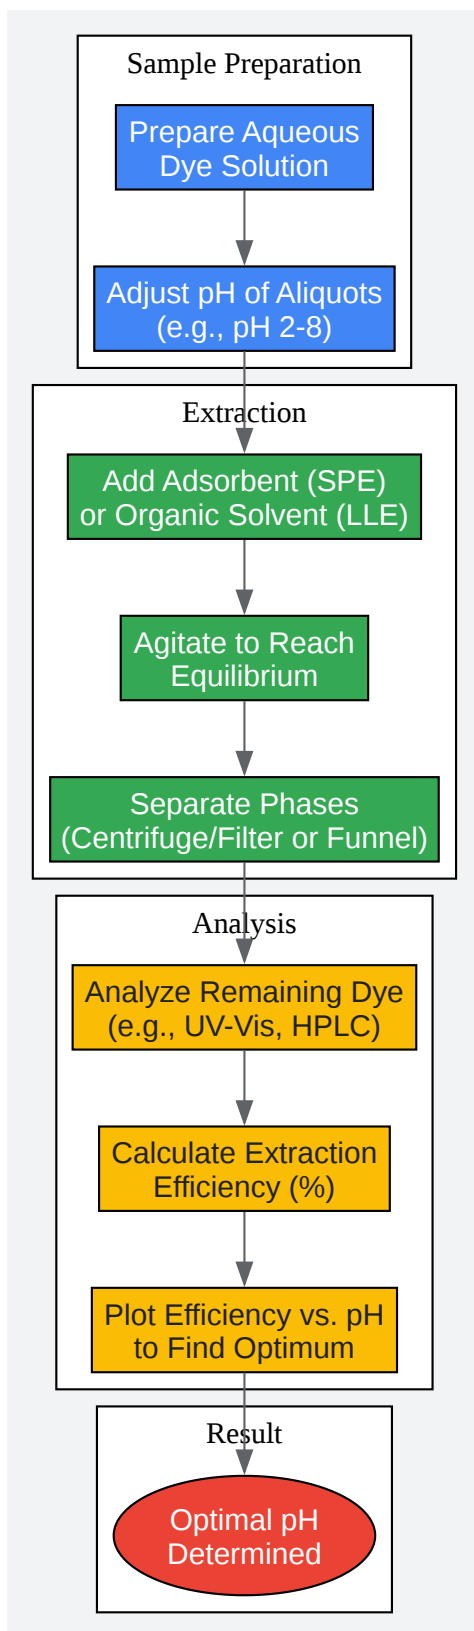 Sample Preparation
Prepare Aqueous
Dye Solution
Adjust pH of Aliquots
(e.g., pH 2-8)
Extraction
Add Adsorbent (SPE)
or Organic Solvent (LLE)
Agitate to Reach
Equilibrium
Separate Phases
(Centrifuge/Filter or Funnel)
Analysis
Analyze Remaining Dye
(e.g., UV-Vis, HPLC)
Calculate Extraction
Efficiency (%)
Plot Efficiency vs. pH
to Find Optimum
Result
Optimal pH
Determined